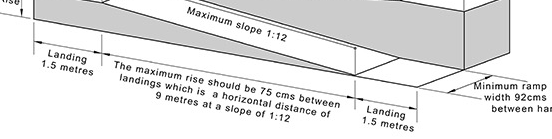 Rise
Maximum slope 1:12
Landing
1.5 metres
The maximum rise should be 75 cms between
landings which is a horizontal distance of
9 metres at a slope of 1:12
Landing
1.5 metres
Minimum ramp
width 92cms
between